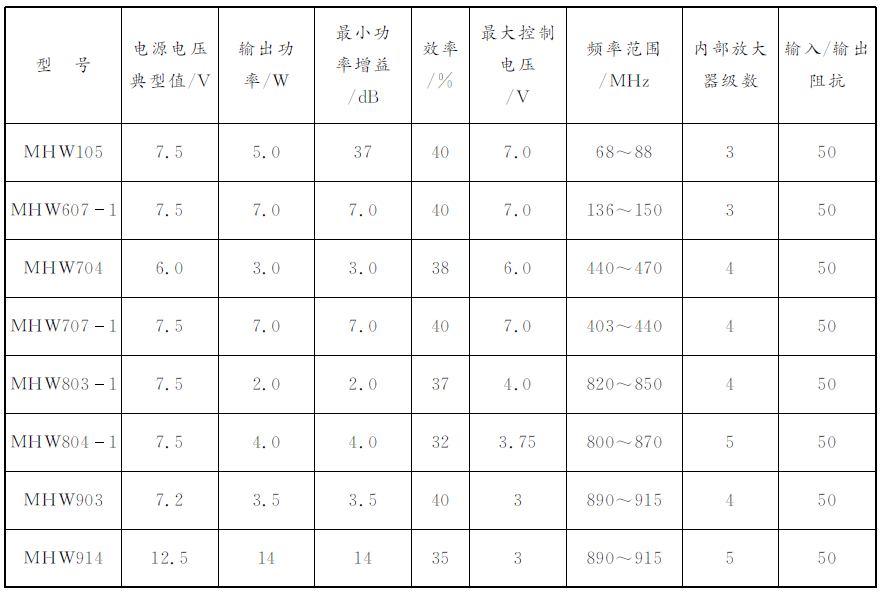 型 号 电源电压典型值/V 输出功率/W 最小功率增益/dB 效率/% 最大控制电压/V 频率范围/MHz 内部放大器级数 输入/输出阻抗
MHW105 7.5 5.0 37 40 7.0 68～88 3 50
MHW607-1 7.5 7.0 7.0 40 7.0 136～150 3 50
MHW704 6.0 3.0 3.0 38 6.0 440～470 4 50
MHW707-1 7.5 7.0 7.0 40 7.0 403～440 4 50
MHW803-1 7.5 2.0 2.0 37 4.0 820～850 4 50
MHW804-1 7.5 4.0 4.0 32 3.75 800～870 5 50
MHW903 7.2 3.5 3.5 40 3 890～915 4 50
MHW914 12.5 14 14 35 3 890～915 5 50